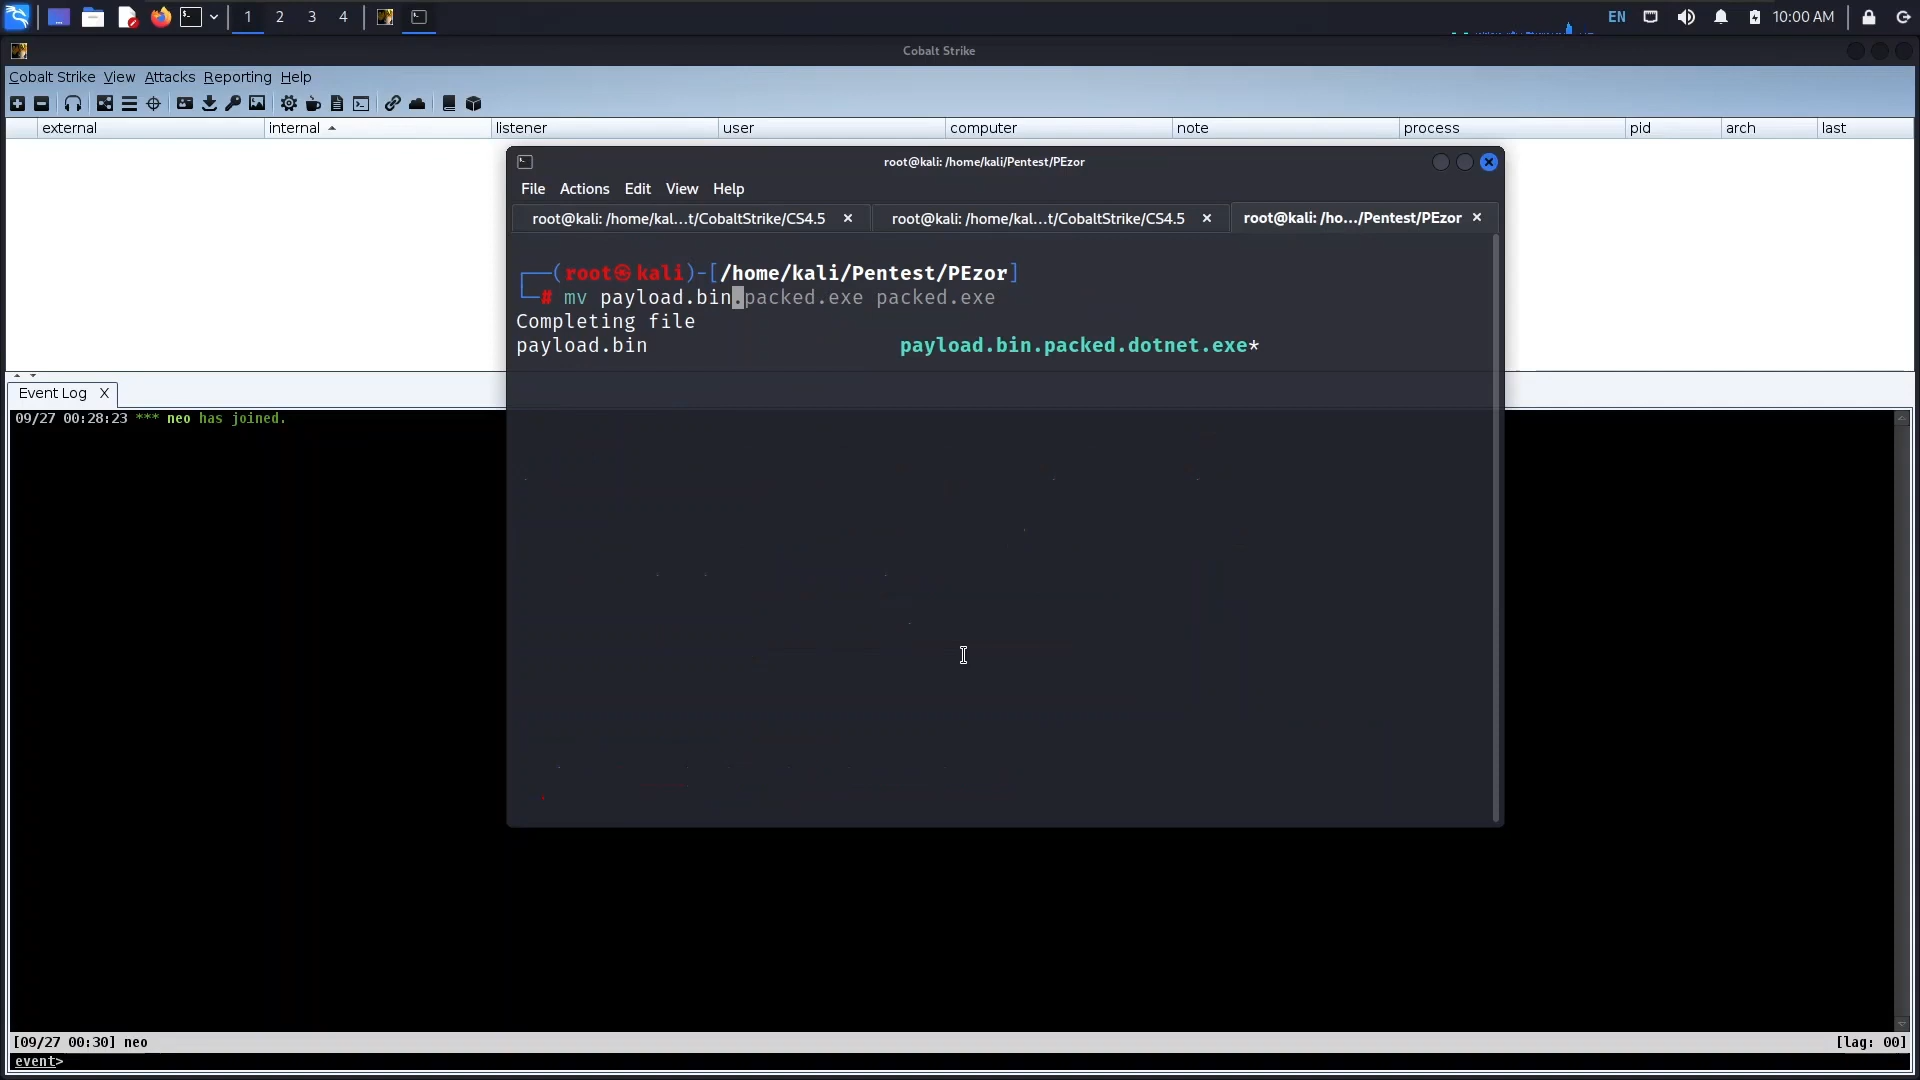 1 2 3 4 EN 10:00 AM
Cobalt Strike
Cobalt Strike View Attacks Reporting Help
external internal listener user computer note process pid arch last
root@kali: /home/kali/Pentest/PEzor
File Actions Edit View Help
root@kali: /home/kal...t/CobaltStrike/CS4.5 × root@kali: /home/kal...t/CobaltStrike/CS4.5 × root@kali: /ho.../Pentest/PEzor ×
┌──(root㉿kali)-[/home/kali/Pentest/PEzor]
└─# mv payload.bin.packed.exe packed.exe
Completing file
payload.bin payload.bin.packed.dotnet.exe*
Event Log X
09/27 00:28:23 *** neo has joined.
[09/27 00:30] neo [lag: 00]
event>